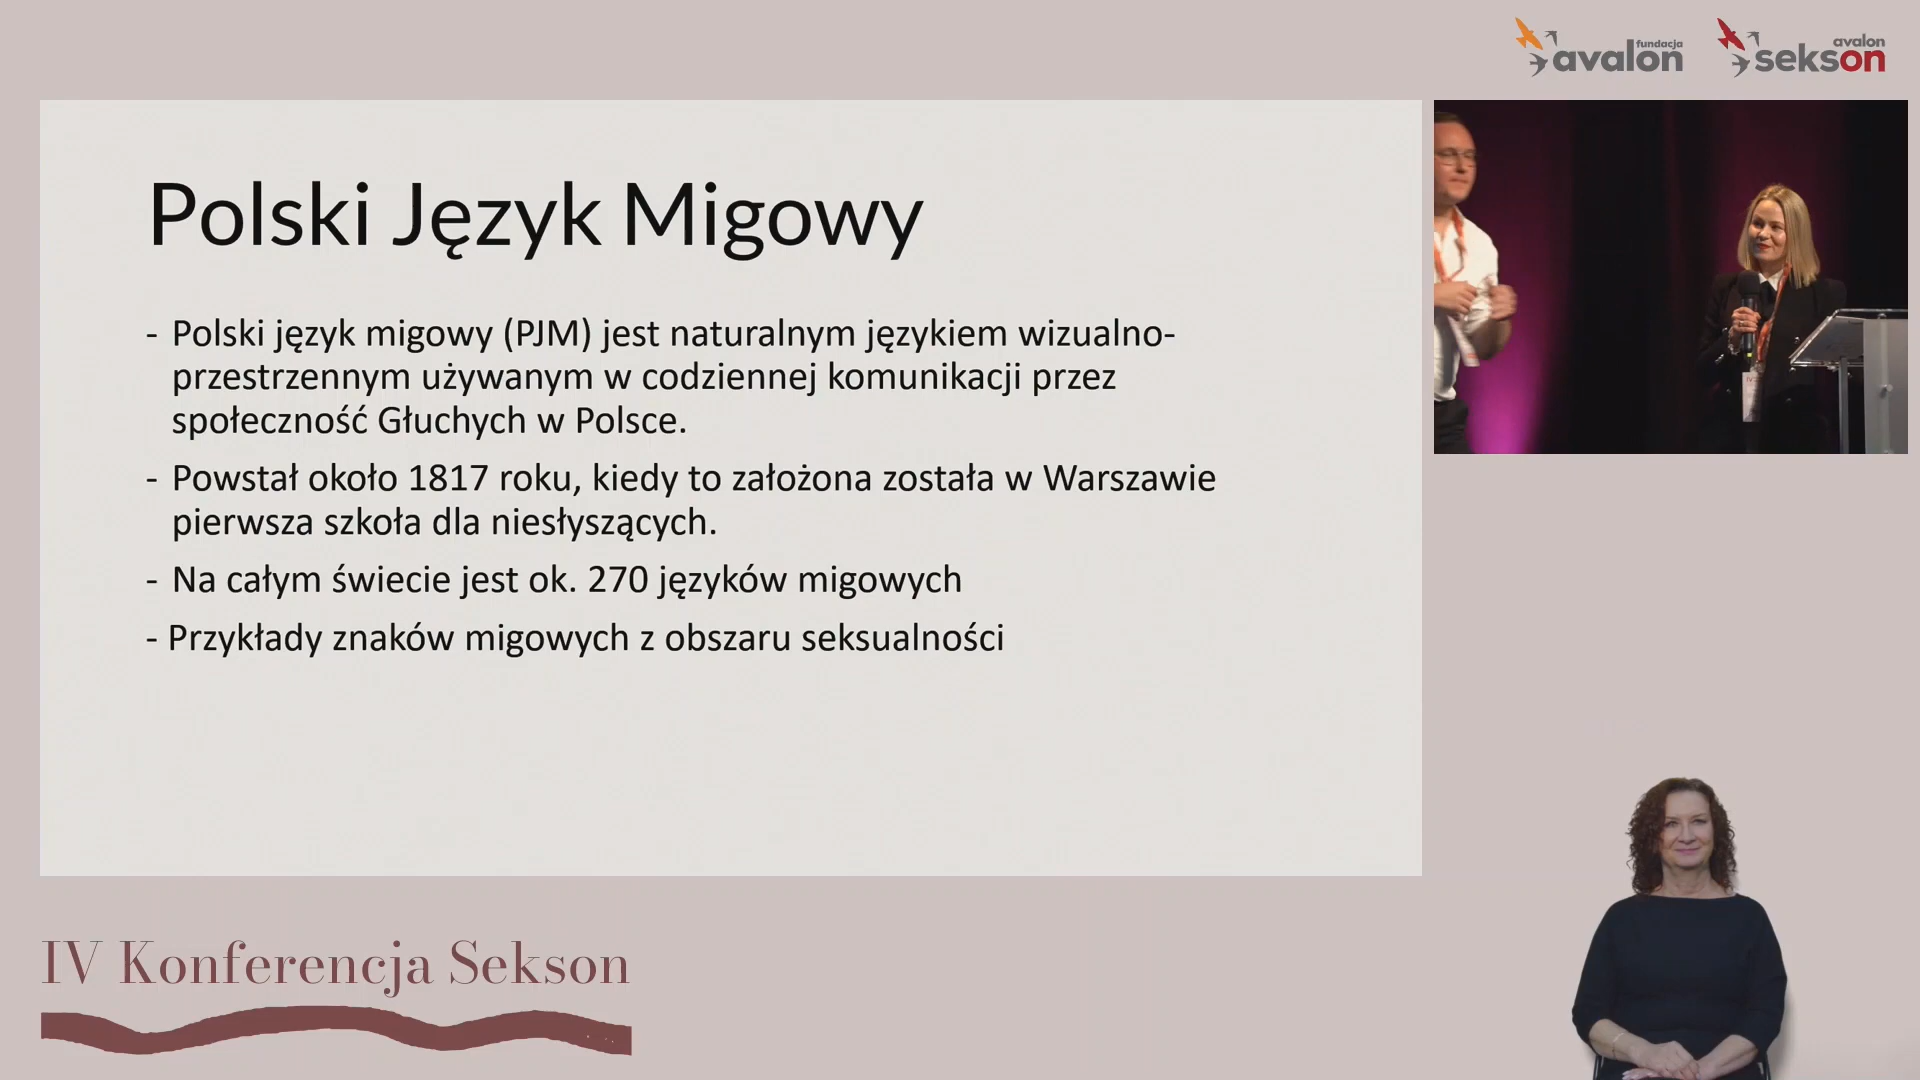 fundacja
avalon
avalon
sekson
Polski Język Migowy
- Polski język migowy (PJM) jest naturalnym językiem wizualno-
przestrzennym używanym w codziennej komunikacji przez
społeczność Głuchych w Polsce.
- Powstał około 1817 roku, kiedy to założona została w Warszawie
pierwsza szkoła dla niesłyszących.
- Na całym świecie jest ok. 270 języków migowych
- Przykłady znaków migowych z obszaru seksualności
IV Konferencja Sekson